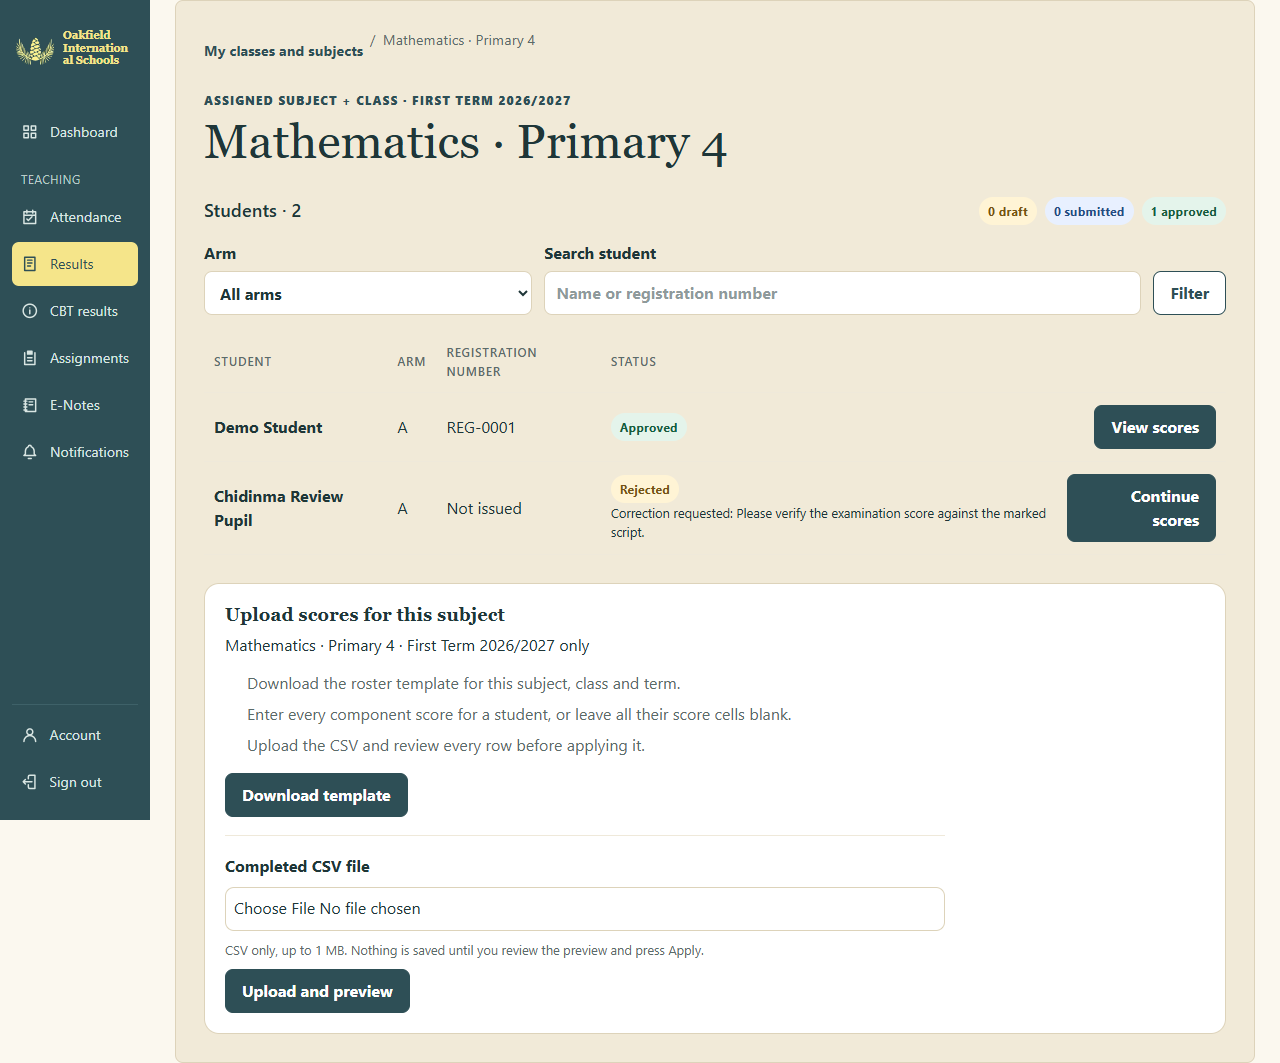 Oakfield
Internation
al Schools
Dashboard
TEACHING
Attendance
Results
CBT results
Assignments
E-Notes
Notifications
Account
Sign out
My classes and subjects / Mathematics · Primary 4
ASSIGNED SUBJECT + CLASS · FIRST TERM 2026/2027
Mathematics · Primary 4
Students · 2
0 draft 0 submitted 1 approved
Arm Search student
All arms Name or registration number Filter
STUDENT ARM REGISTRATION NUMBER STATUS
Demo Student A REG-0001 Approved View scores
Chidinma Review
Pupil
A Not issued
Rejected
Correction requested: Please verify the examination score against the marked
script.
Continue
scores
Upload scores for this subject
Mathematics · Primary 4 · First Term 2026/2027 only
Download the roster template for this subject, class and term.
Enter every component score for a student, or leave all their score cells blank.
Upload the CSV and review every row before applying it.
Download template
Completed CSV file
Choose File No file chosen
CSV only, up to 1 MB. Nothing is saved until you review the preview and press Apply.
Upload and preview